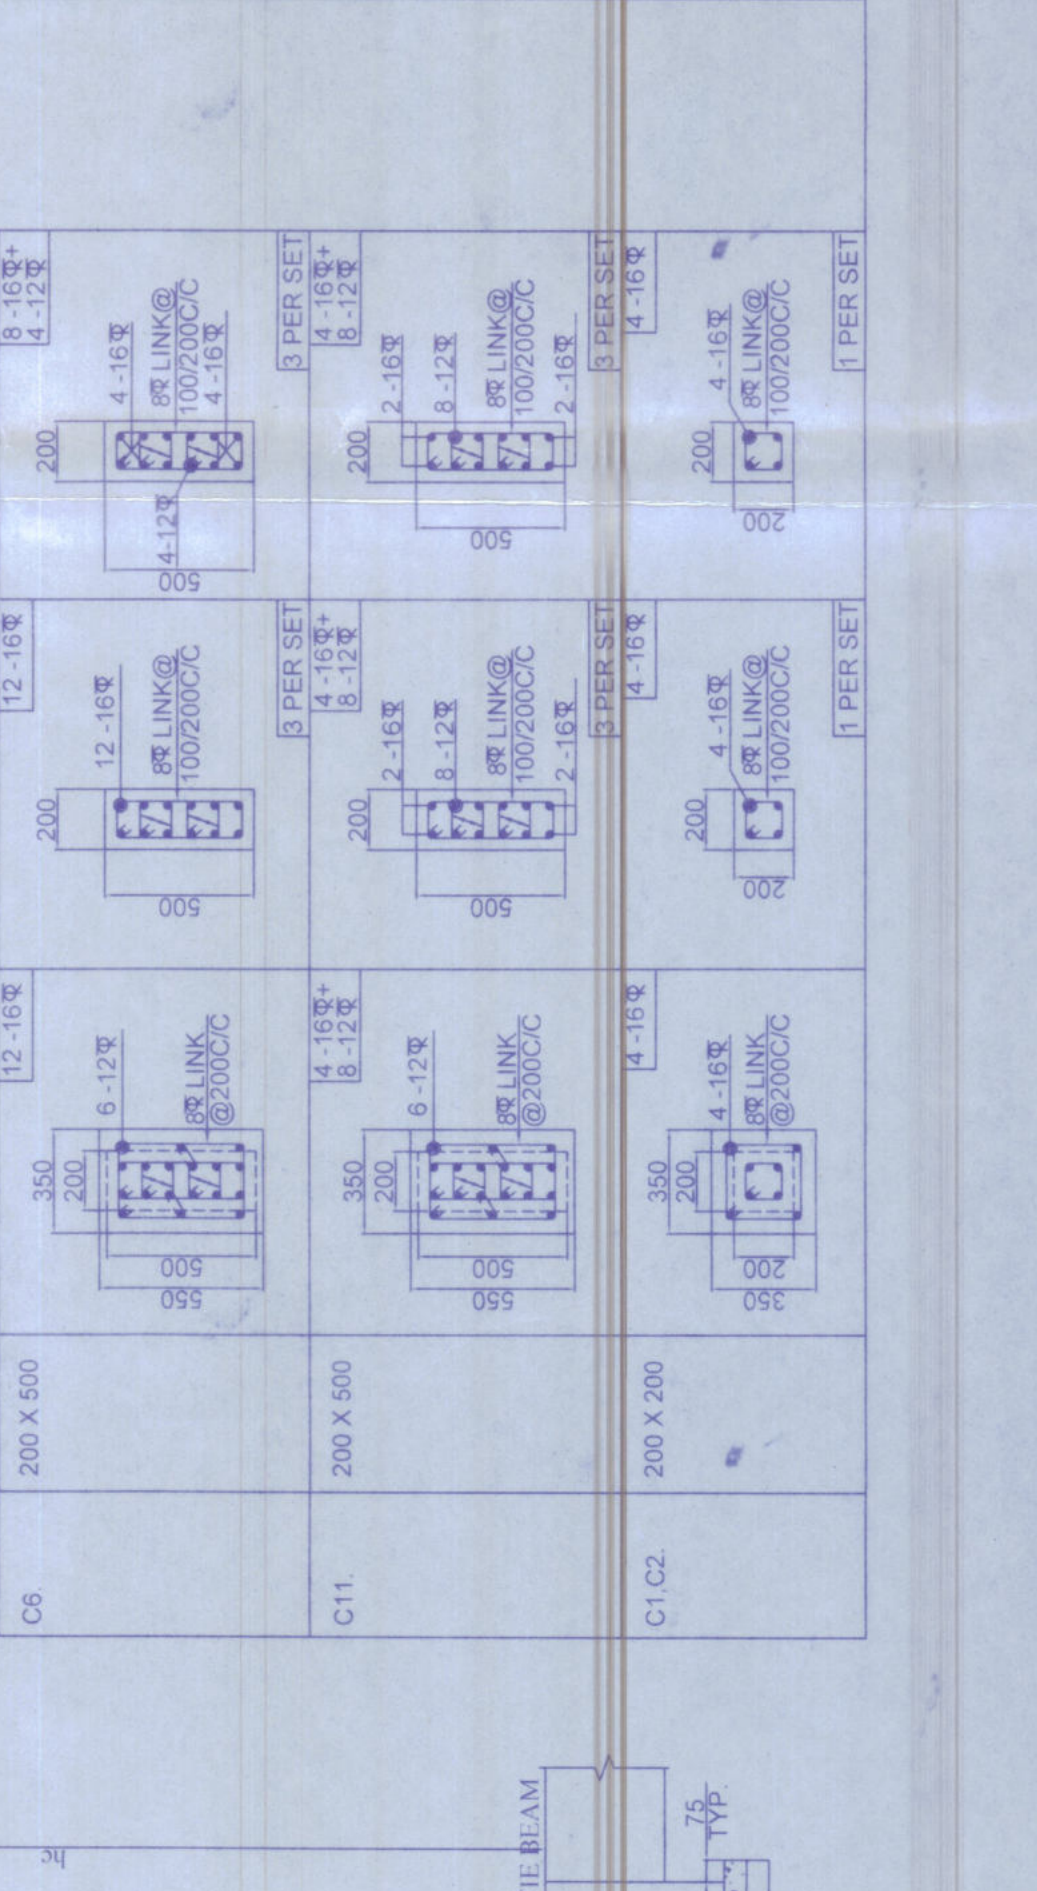 C6.
200 X 500
12 -16Φ
350
200
6 -12Φ
8Φ LINK
@200C/C
500
550
12 -16Φ
200
12 -16Φ
8Φ LINK@
100/200C/C
500
3 PER SET
8 -16Φ+
4 -12Φ
200
4 -16Φ
8Φ LINK@
100/200C/C
4 -16Φ
4-12Φ
500
3 PER SET
C11.
200 X 500
4 -16Φ+
8 -12Φ
350
200
6 -12Φ
8Φ LINK
@200C/C
500
550
4 -16Φ+
8 -12Φ
200
2 -16Φ
8 -12Φ
8Φ LINK@
100/200C/C
2 -16Φ
500
3 PER SET
4 -16Φ+
8 -12Φ
200
2 -16Φ
8 -12Φ
8Φ LINK@
100/200C/C
2 -16Φ
500
3 PER SET
C1,C2.
200 X 200
4 -16Φ
350
200
4 -16Φ
8Φ LINK
@200C/C
200
350
4 -16Φ
200
4 -16Φ
8Φ LINK@
100/200C/C
200
1 PER SET
4 -16Φ
200
4 -16Φ
8Φ LINK@
100/200C/C
200
1 PER SET
hc
TIE BEAM
75
TYP.